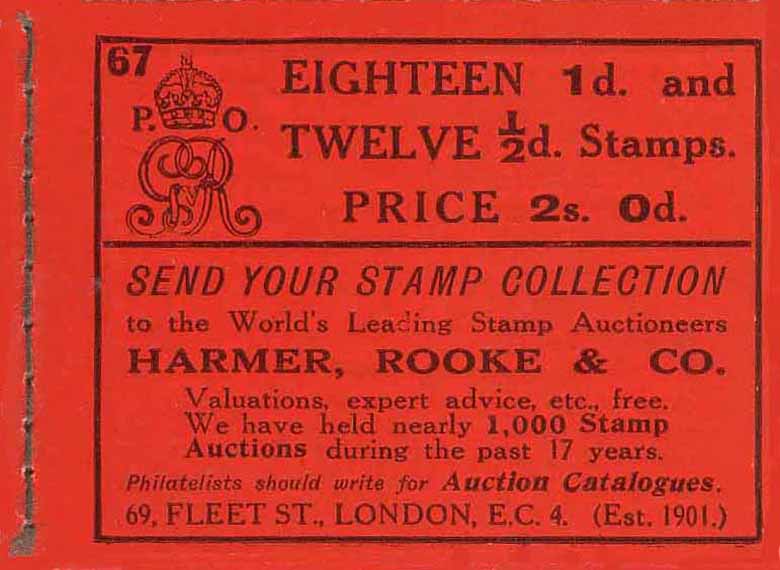 67
P. O.
GvR
EIGHTEEN 1d. and
TWELVE ½d. Stamps.
PRICE 2s. 0d.
SEND YOUR STAMP COLLECTION
to the World's Leading Stamp Auctioneers
HARMER, ROOKE & CO.
Valuations, expert advice, etc., free.
We have held nearly 1,000 Stamp
Auctions during the past 17 years.
Philatelists should write for Auction Catalogues.
69, FLEET ST., LONDON, E.C. 4. (Est. 1901.)